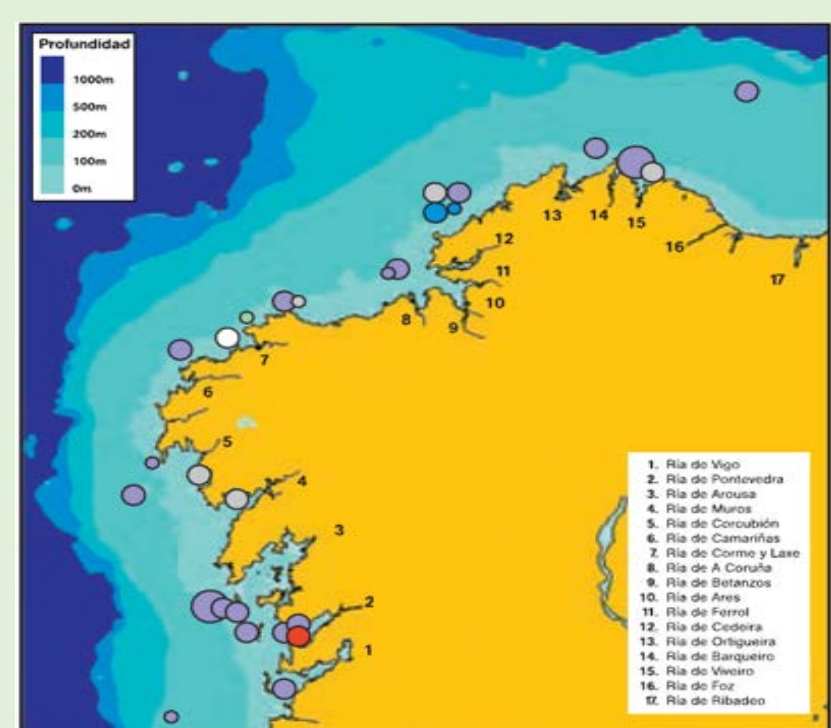 Profundidad
1000m
500m
200m
100m
0m
13
14
15
12
16
11
17
10
8
9
7
6
5
4
3
2
1
1. Ría de Vigo
2. Ría de Pontevedra
3. Ría de Arousa
4. Ría de Muros
5. Ría de Corcubión
6. Ría de Camariñas
7. Ría de Corme y Laxe
8. Ría de A Coruña
9. Ría de Betanzos
10. Ría de Ares
11. Ría de Ferrol
12. Ría de Cedeira
13. Ría de Ortigueira
14. Ría de Barqueiro
15. Ría de Viveiro
16. Ría de Foz
17. Ría de Ribadeo